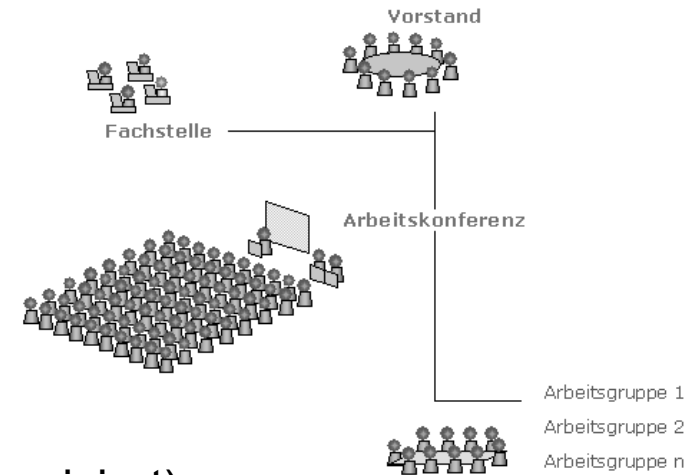 Vorstand
Fachstelle
Arbeitskonferenz
Arbeitsgruppe 1
Arbeitsgruppe 2
Arbeitsgruppe n